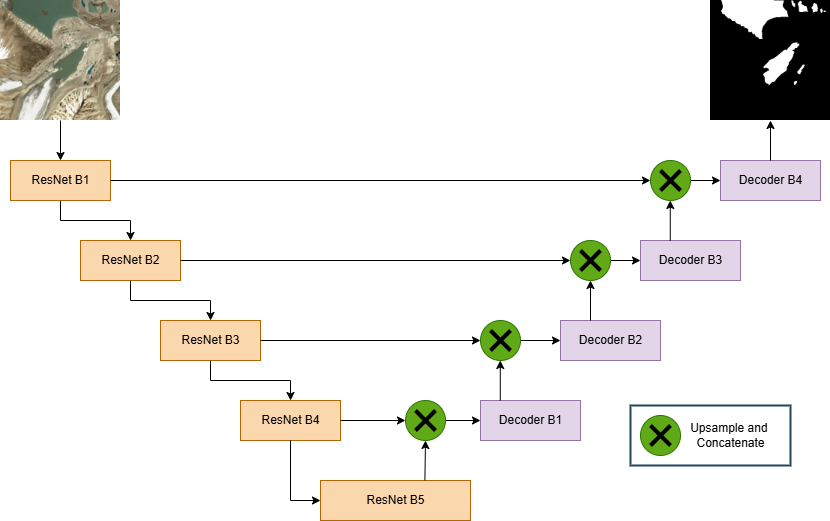 ResNet B1
Decoder B4
ResNet B2
Decoder B3
ResNet B3
Decoder B2
ResNet B4
Decoder B1
Upsample and
Concatenate
ResNet B5